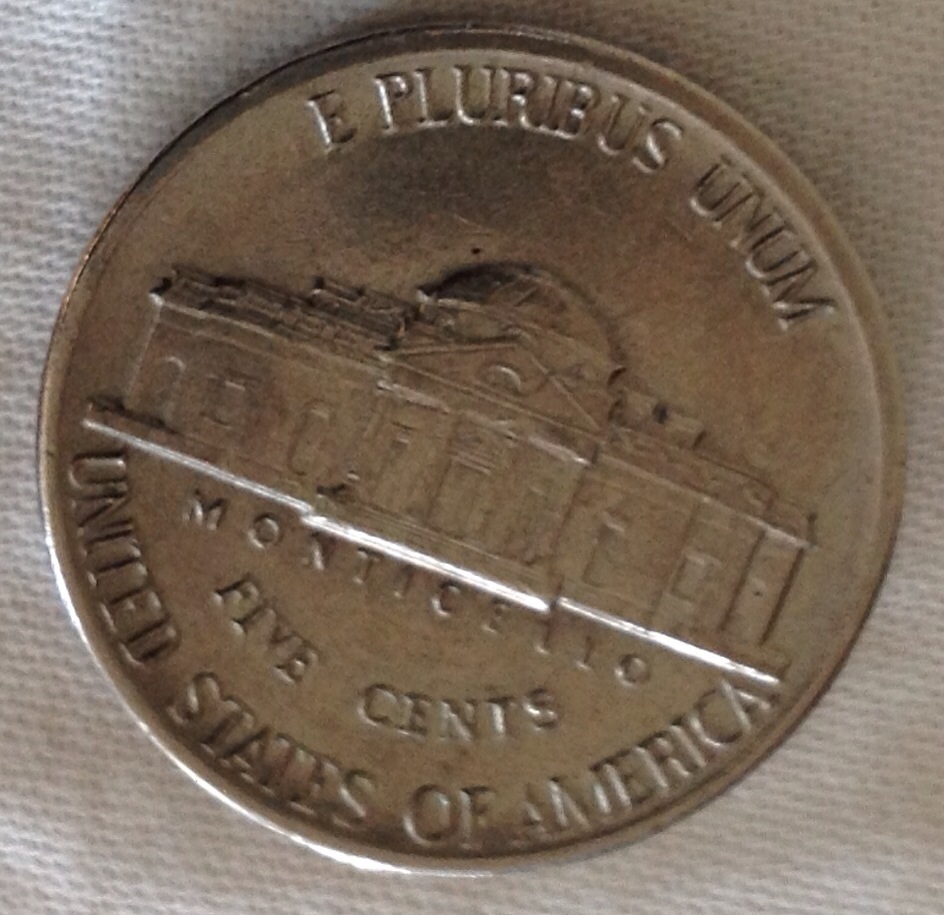 E PLURIBUS UNUM
MONTICELLO
FIVE CENTS
UNITED STATES OF AMERICA